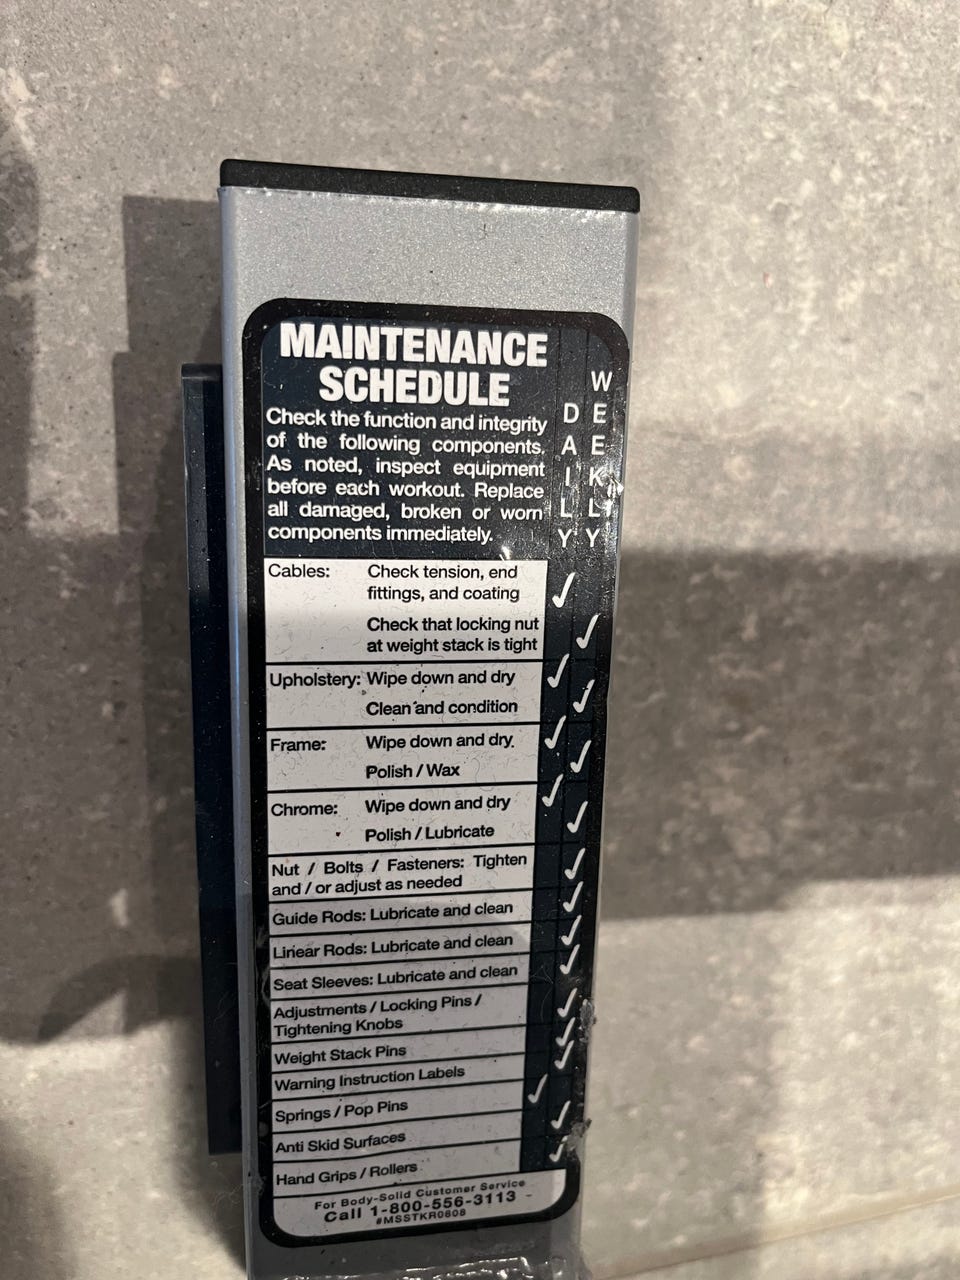 MAINTENANCE
SCHEDULE
DAILY
WEEKLY
Check the function and integrity
of the following components.
As noted, inspect equipment
before each workout. Replace
all damaged, broken or worn
components immediately.
Cables: Check tension, end
fittings, and coating
Check that locking nut
at weight stack is tight
Upholstery: Wipe down and dry
Clean and condition
Frame: Wipe down and dry.
Polish / Wax
Chrome: Wipe down and dry
Polish / Lubricate
Nut / Bolts / Fasteners: Tighten
and / or adjust as needed
Guide Rods: Lubricate and clean
Linear Rods: Lubricate and clean
Seat Sleeves: Lubricate and clean
Adjustments / Locking Pins /
Tightening Knobs
Weight Stack Pins
Warning Instruction Labels
Springs / Pop Pins
Anti Skid Surfaces
Hand Grips / Rollers
For Body-Solid Customer Service
Call 1-800-556-3113
#MSSTKR0808